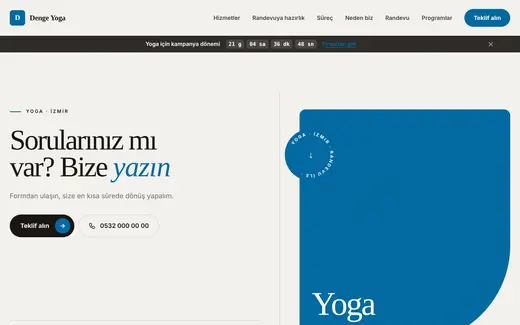 D Denge Yoga
Hizmetler Randevuya hazırlık Süreç Neden biz Randevu Programlar Teklif alın
Yoga için kampanya dönemi 21 g 04 sa 36 dk 48 sn
YOGA · İZMİR
Sorularınız mı
var? Bize yazın
Formdan ulaşın, size en kısa sürede dönüş yapalım.
Teklif alın → 0532 000 00 00
YOGA · İZMİR · RANDEVU İLE ·
Yoga